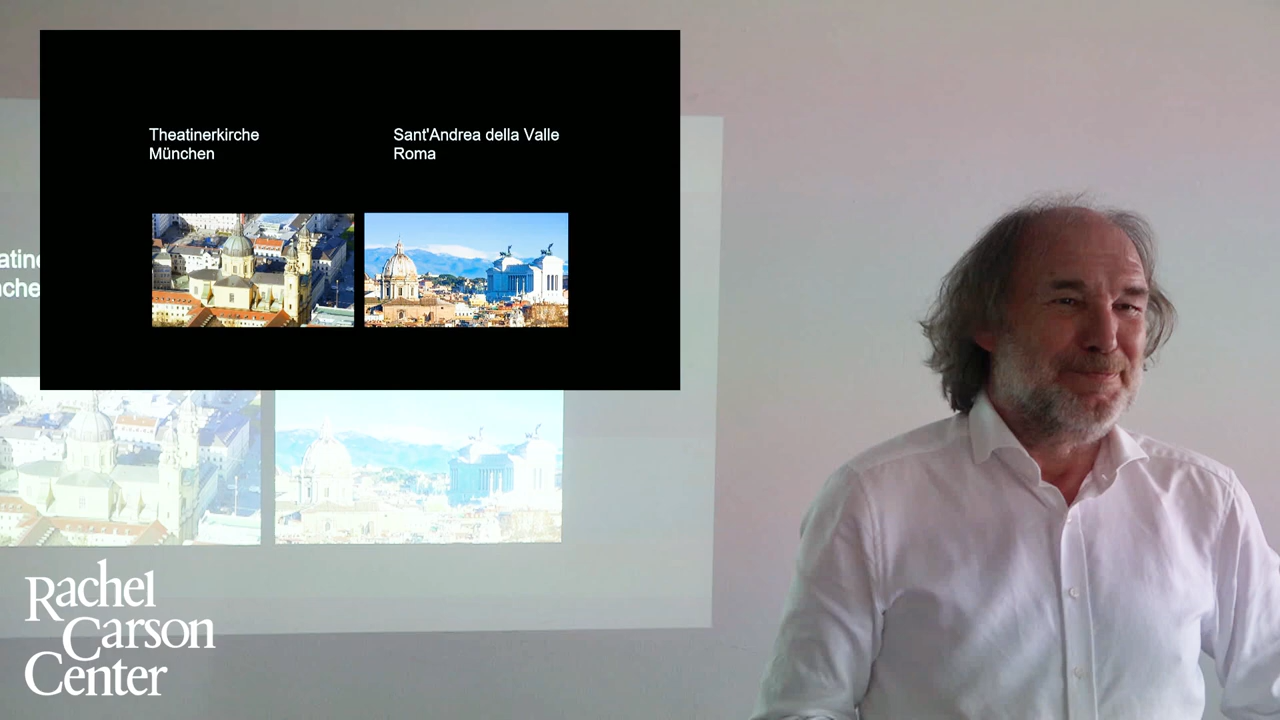 Theatinerkirche
München
Sant'Andrea della Valle
Roma
Rachel
Carson
Center